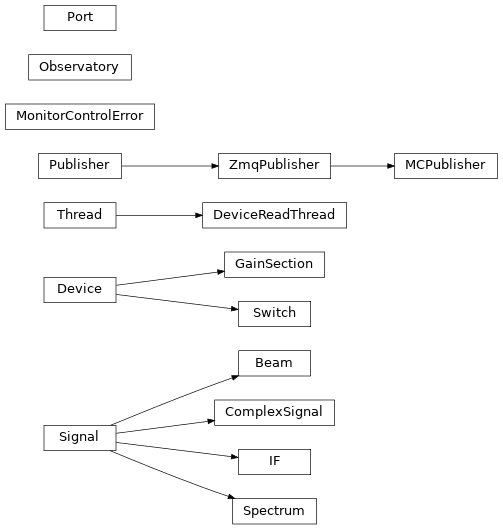 Port
Observatory
MonitorControlError
Publisher
ZmqPublisher
MCPublisher
Thread
DeviceReadThread
GainSection
Device
Switch
Beam
ComplexSignal
Signal
IF
Spectrum